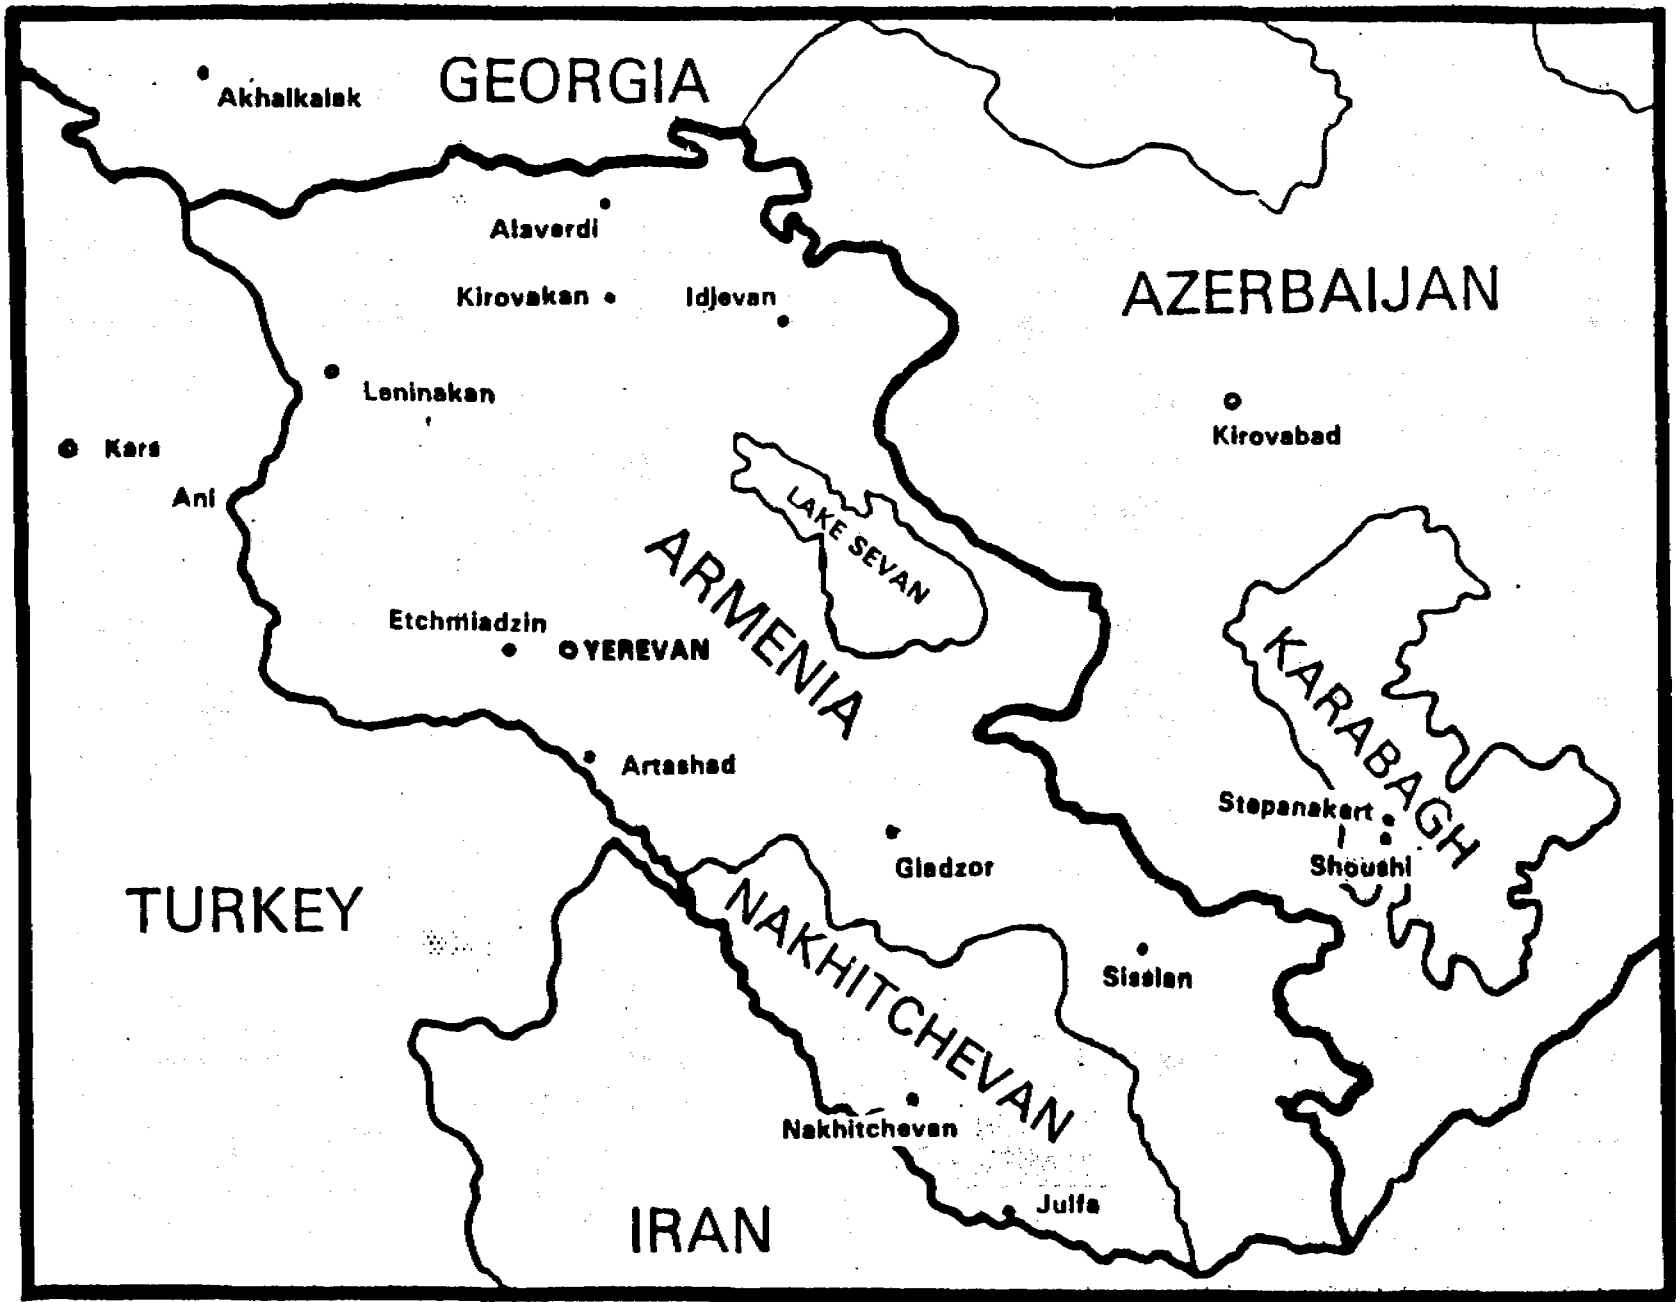 GEORGIA
Akhalkalak
Alaverdi
Kirovakan
Idjevan
AZERBAIJAN
Leninakan
Kirovabad
Kars
Ani
LAKE SEVAN
ARMENIA
Etchmiadzin
YEREVAN
KARABAGH
Artashad
Stepanakert
Gladzor
Shoushi
TURKEY
NAKHITCHEVAN
Sissian
Nakhitchevan
Julfa
IRAN